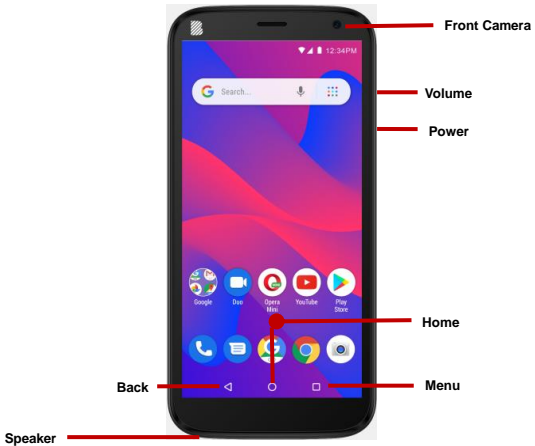 Front Camera
12:34PM
Search...
Volume
Power
Google
Duo
Opera
Mini
YouTube
Play
Store
Home
Back
Menu
Speaker